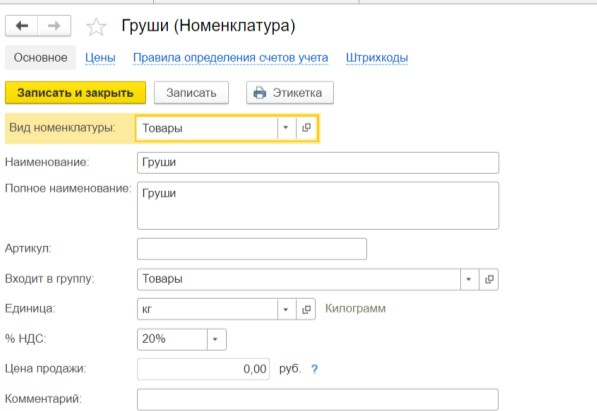 Груши (Номенклатура)
Основное Цены Правила определения счетов учета Штрихкоды
Записать и закрыть Записать Этикетка
Вид номенклатуры: Товары
Наименование: Груши
Полное наименование: Груши
Артикул:
Входит в группу: Товары
Единица: кг Килограмм
% НДС: 20%
Цена продажи: 0,00 руб. ?
Комментарий: